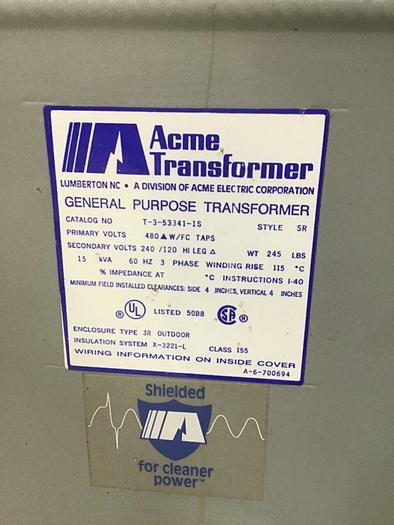 Acme
Transformer
LUMBERTON NC • A DIVISION OF ACME ELECTRIC CORPORATION
GENERAL PURPOSE TRANSFORMER
CATALOG NO T-3-53341-1S STYLE SR
PRIMARY VOLTS 480 ▲ W/FC TAPS
SECONDARY VOLTS 240/120 HI LEG △ WT 245 LBS
15 kVA 60 HZ 3 PHASE WINDING RISE 115 °C
% IMPEDANCE AT °C INSTRUCTIONS I-40
MINIMUM FIELD INSTALLED CLEARANCES: SIDE 4 INCHES, VERTICAL 4 INCHES
UL ® LISTED 50B8 SA ®
ENCLOSURE TYPE 3R OUTDOOR
INSULATION SYSTEM X-3221-L CLASS 155
WIRING INFORMATION ON INSIDE COVER
A-6-700694
Shielded
for cleaner
power™